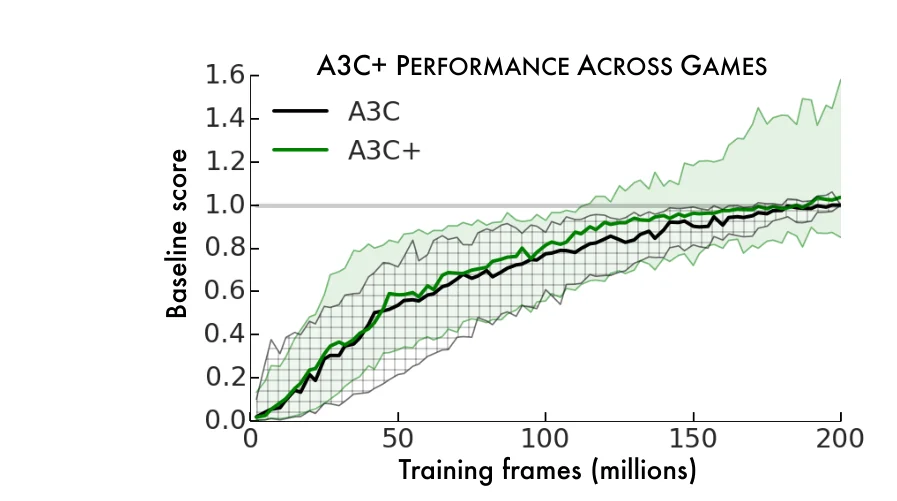 A3C+ PERFORMANCE ACROSS GAMES
1.6
1.4
1.2
1.0
0.8
0.6
0.4
0.2
0.0
A3C
A3C+
Baseline score
0 50 100 150 200
Training frames (millions)